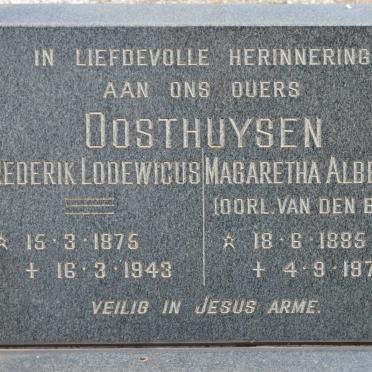 IN LIEFDEVOLLE HERINNERING
AAN ONS OUERS
OOSTHUYSEN
EDERIK LODEWICUS MAGARETHA ALBE
(OORL. VAN DEN B
☆ 15·3·1875 ☆ 18·6·1885
+ 16·3·1943 + 4·9·197
VEILIG IN JESUS ARME.